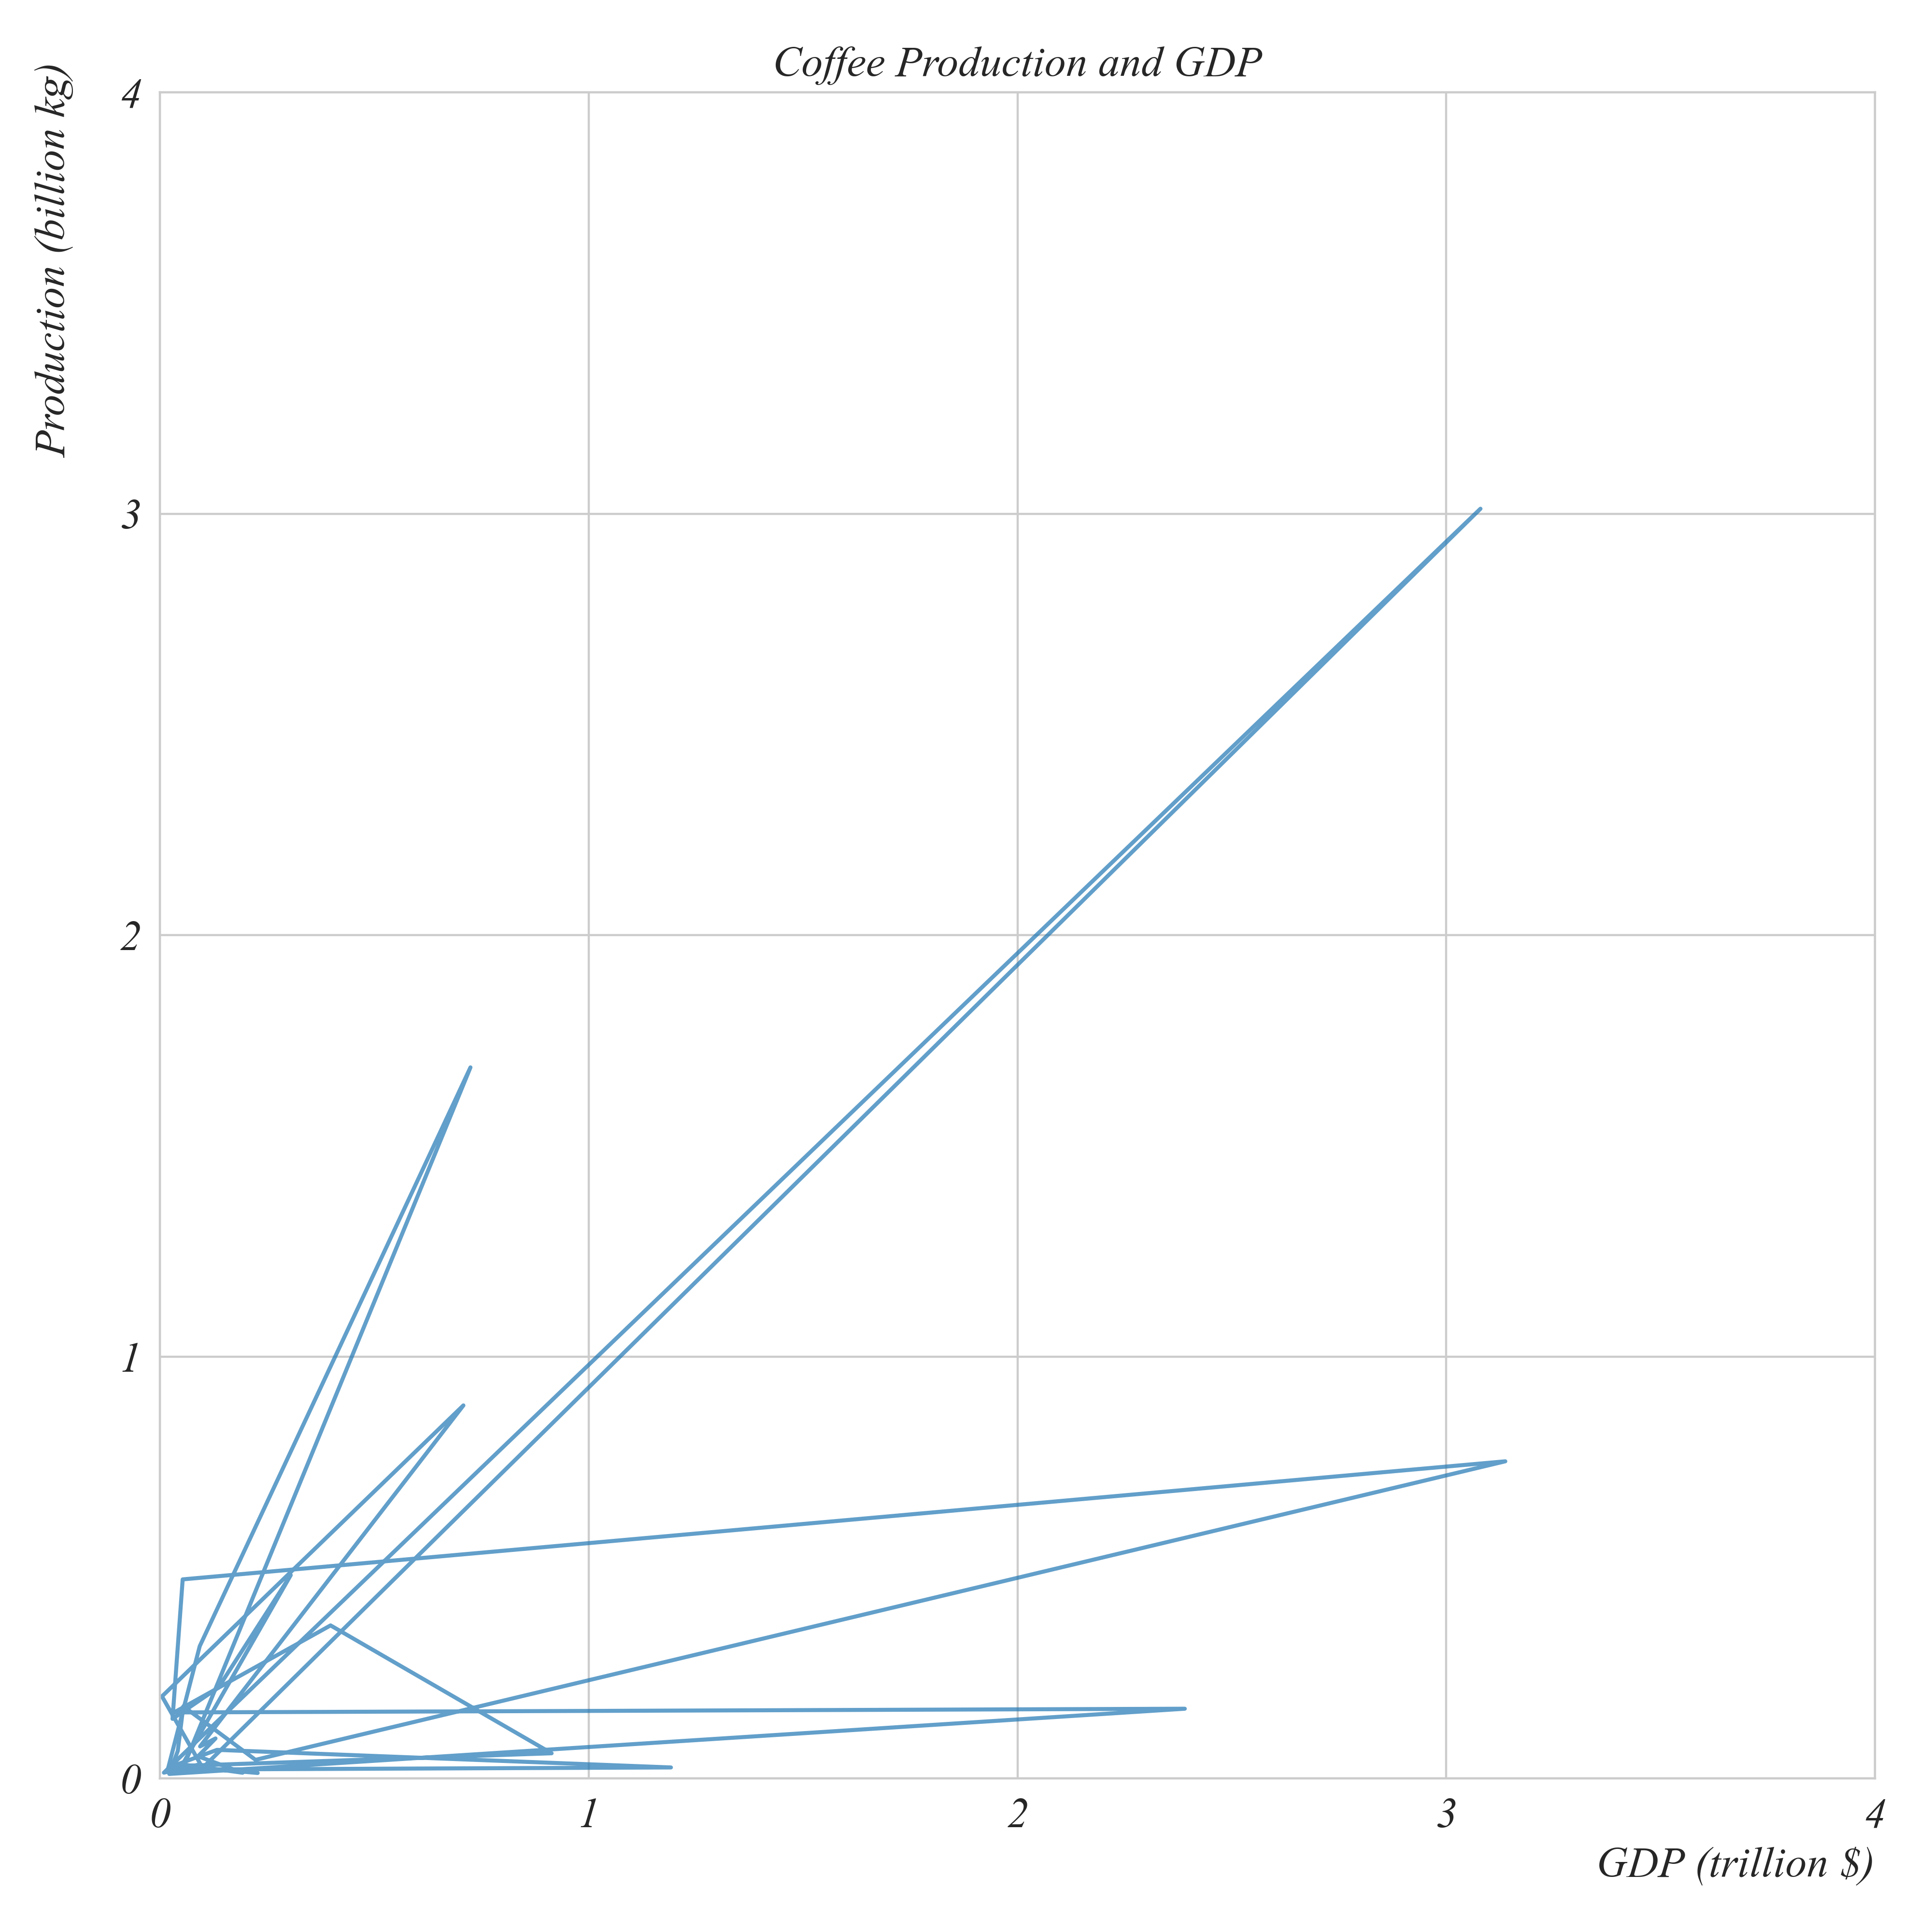 Coffee Production and GDP
Production (billion kg)
4
3
2
1
0
0 1 2 3 4
GDP (trillion $)